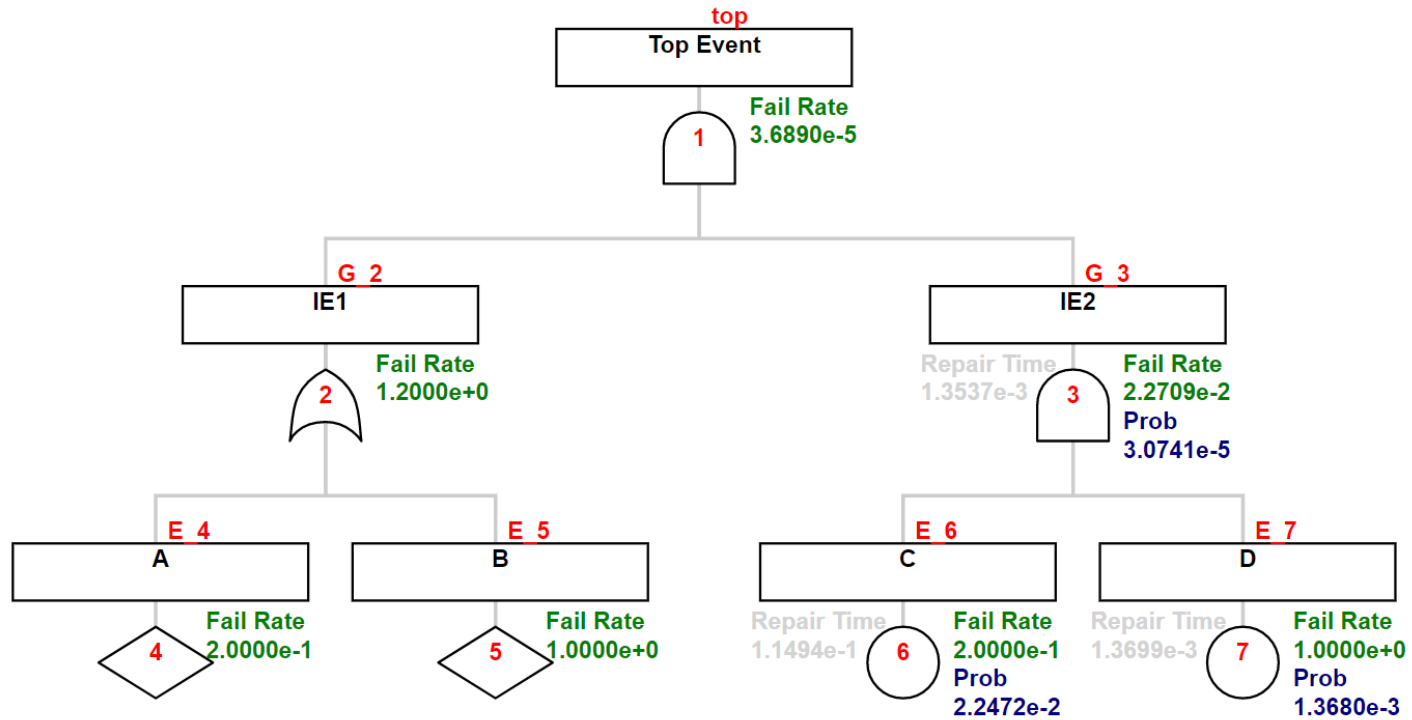 top
Top Event
Fail Rate
3.6890e-5
1
G_2
IE1
Fail Rate
1.2000e+0
2
G_3
IE2
Repair Time
1.3537e-3
3
Fail Rate
2.2709e-2
Prob
3.0741e-5
E_4
A
Fail Rate
2.0000e-1
4
E_5
B
Fail Rate
1.0000e+0
5
E_6
C
Repair Time
1.1494e-1
6
Fail Rate
2.0000e-1
Prob
2.2472e-2
E_7
D
Repair Time
1.3699e-3
7
Fail Rate
1.0000e+0
Prob
1.3680e-3